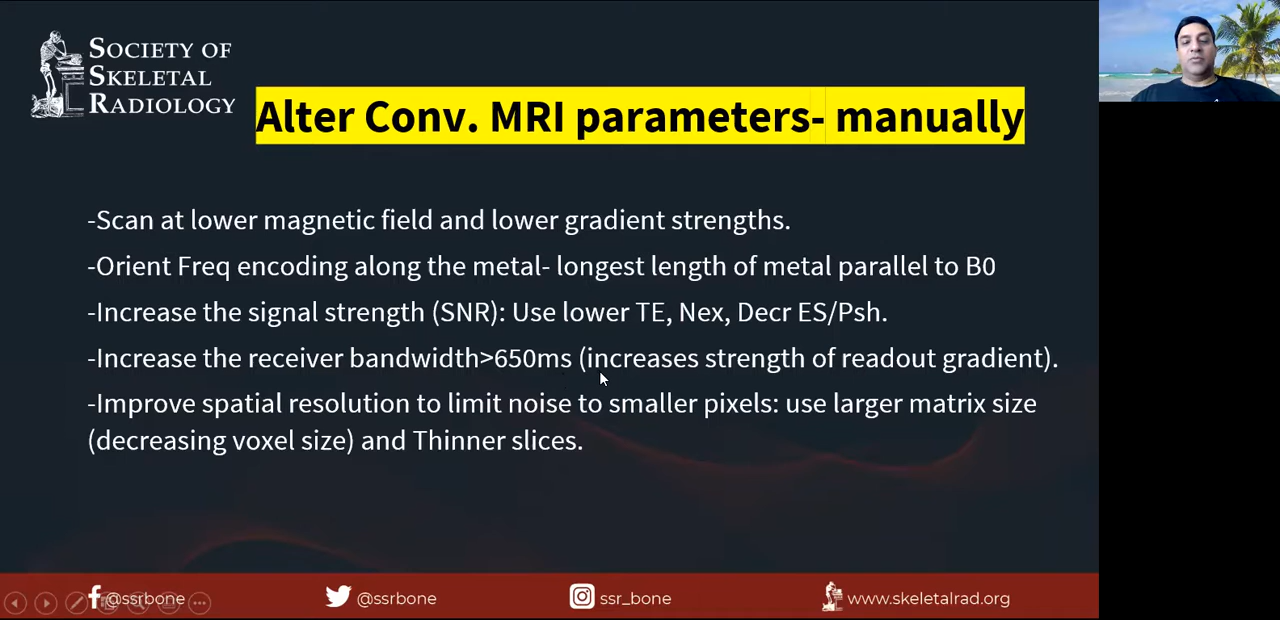 SOCIETY OF
SKELETAL
RADIOLOGY
Alter Conv. MRI parameters- manually
-Scan at lower magnetic field and lower gradient strengths.
-Orient Freq encoding along the metal- longest length of metal parallel to B0
-Increase the signal strength (SNR): Use lower TE, Nex, Decr ES/Psh.
-Increase the receiver bandwidth>650ms (increases strength of readout gradient).
-Improve spatial resolution to limit noise to smaller pixels: use larger matrix size
(decreasing voxel size) and Thinner slices.
@ssrbone
@ssrbone
ssr_bone
www.skeletalrad.org